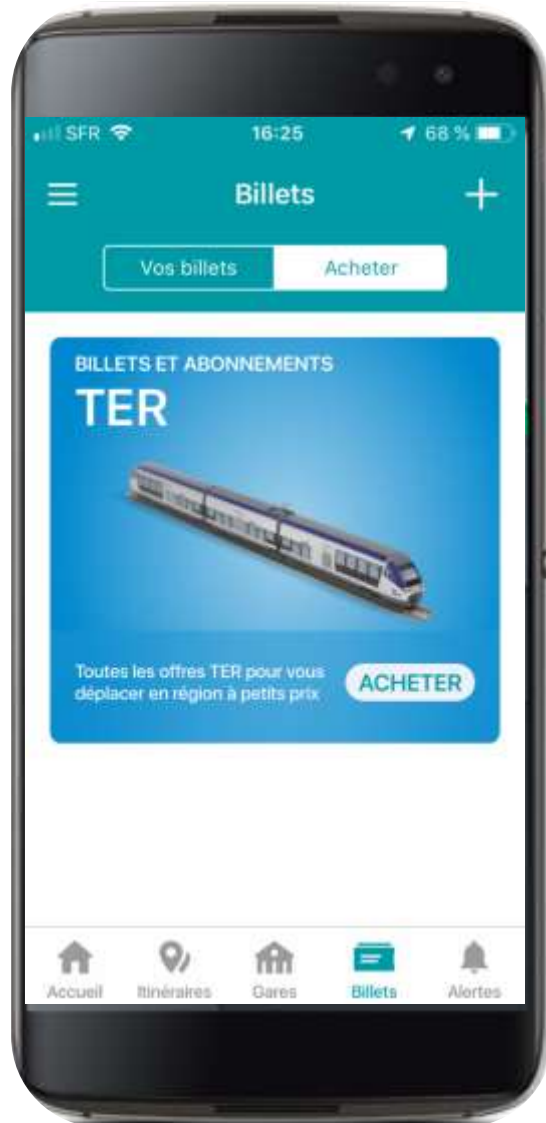 SFR 16:25 68 %
Billets
Vos billets Acheter
BILLETS ET ABONNEMENTS
TER
Toutes les offres TER pour vous
déplacer en région à petits prix
ACHETER
Accueil Itinéraires Gares Billets Alertes